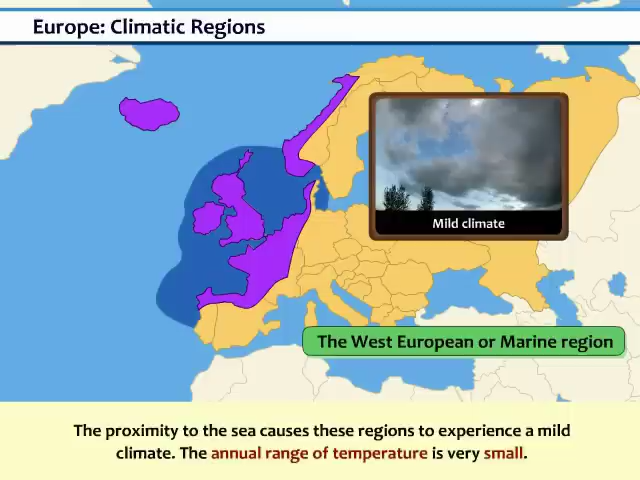 Europe: Climatic Regions
Mild climate
The West European or Marine region
The proximity to the sea causes these regions to experience a mild
climate. The annual range of temperature is very small.